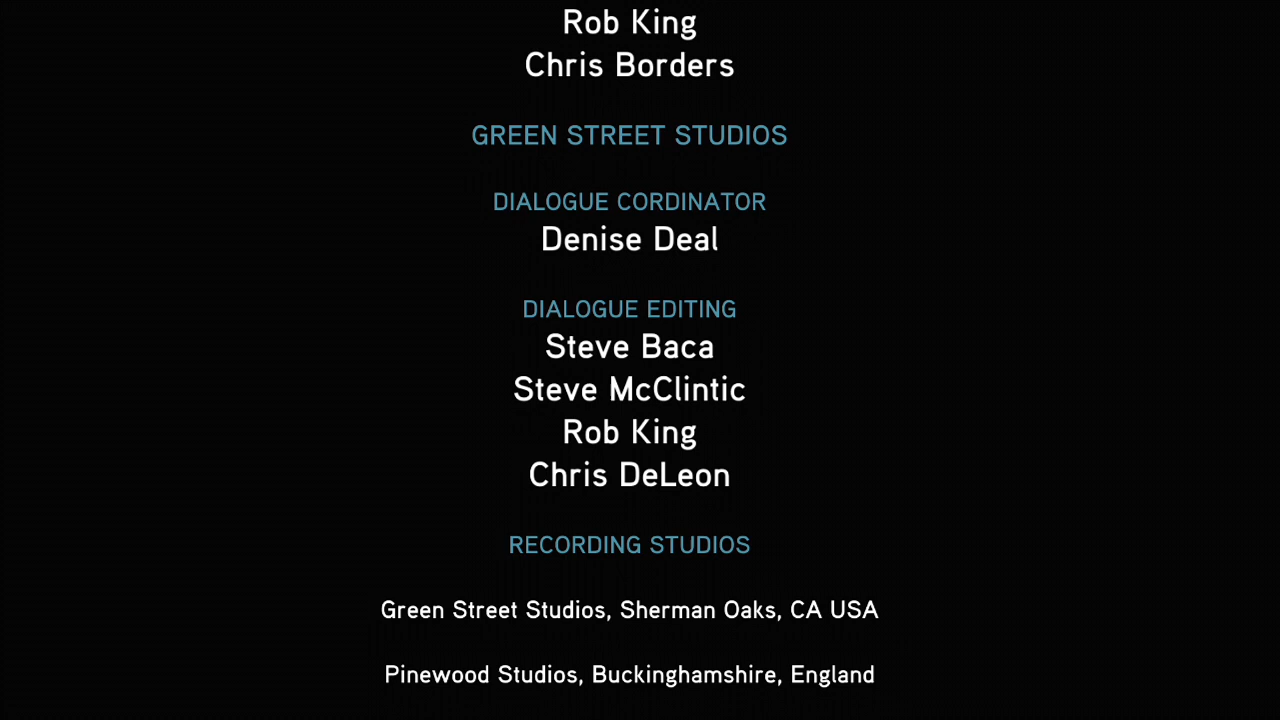 Rob King
Chris Borders
GREEN STREET STUDIOS
DIALOGUE CORDINATOR
Denise Deal
DIALOGUE EDITING
Steve Baca
Steve McClintic
Rob King
Chris DeLeon
RECORDING STUDIOS
Green Street Studios, Sherman Oaks, CA USA
Pinewood Studios, Buckinghamshire, England